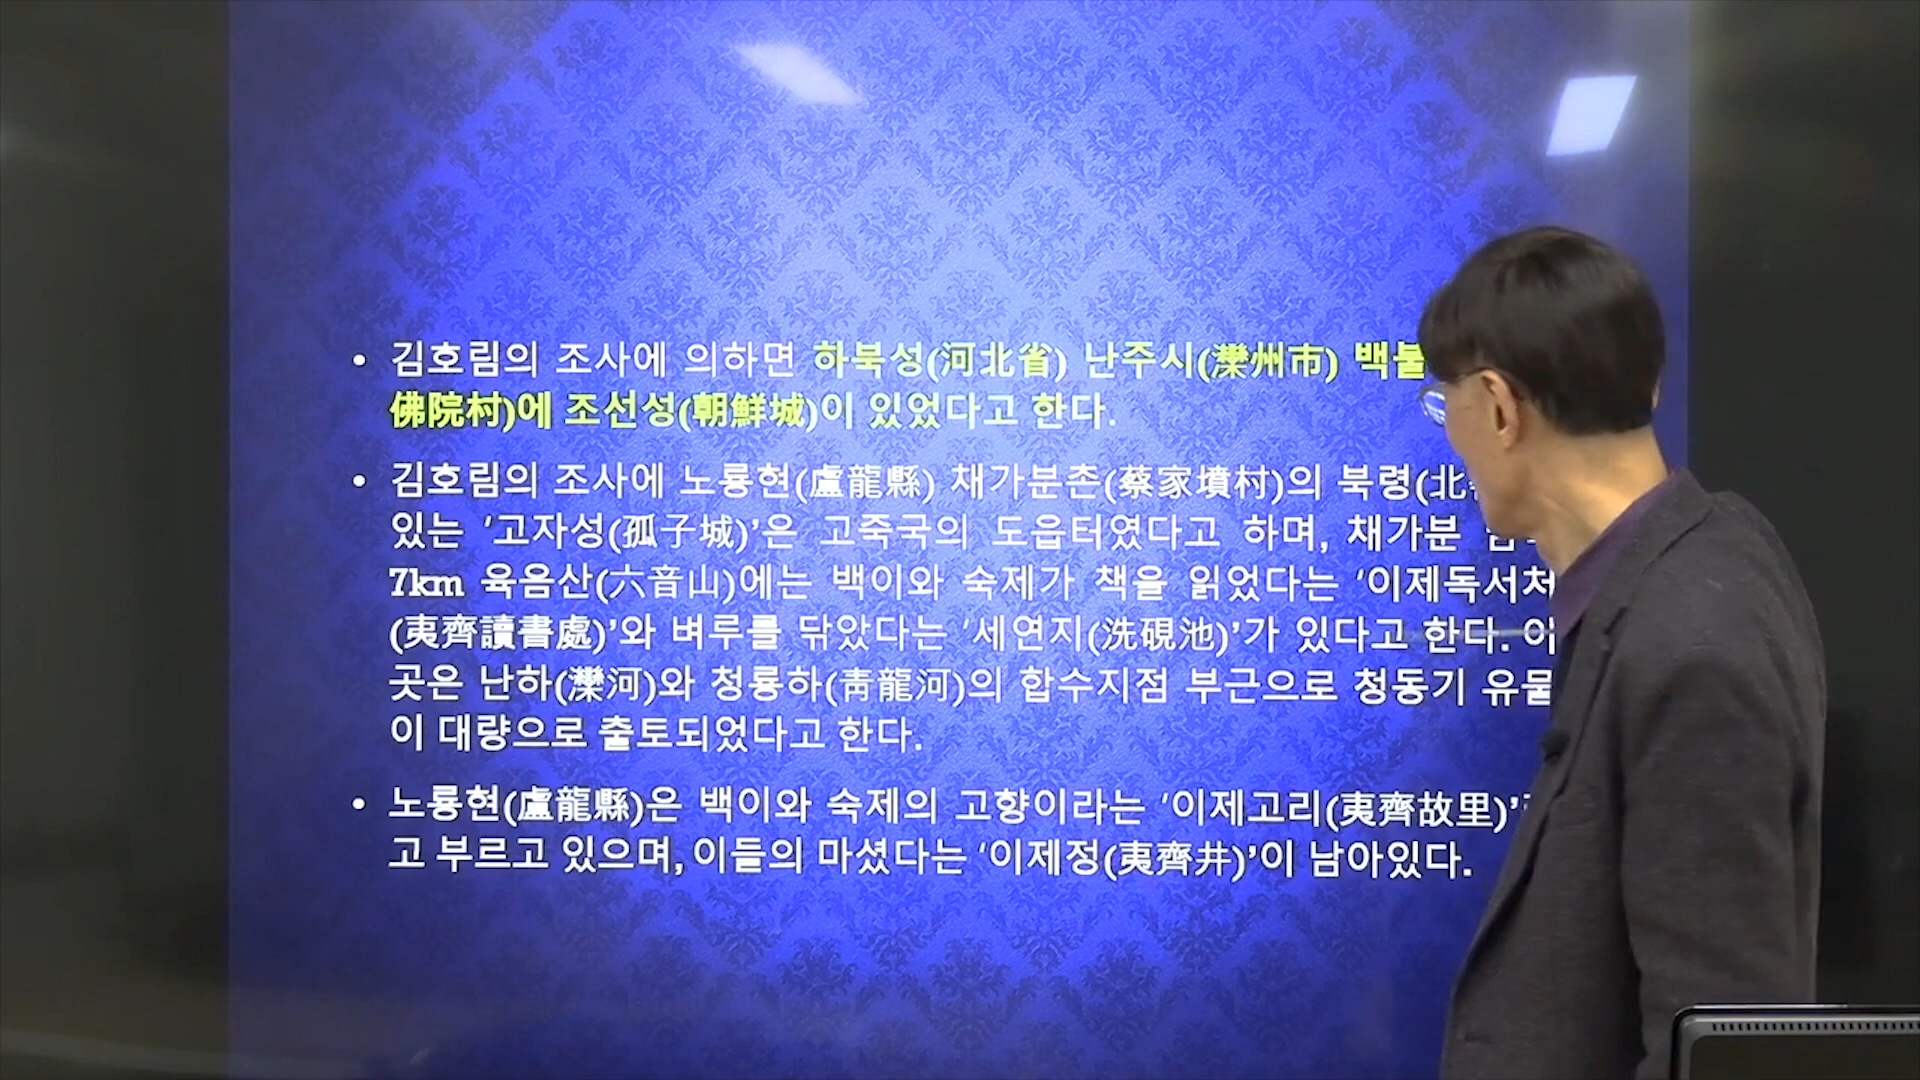 • 김호림의 조사에 의하면 하북성(河北省) 난주시(灤州市)
佛院村)에 조선성(朝鮮城)이 있었다고 한다.
• 김호림의 조사에 노룡현(盧龍縣) 채가분촌(蔡家墳村)의 북령(北
있는 ‘고자성(孤子城)’은 고죽국의 도읍터였다고 하며, 채가분
7km 육음산(六音山)에는 백이와 숙제가 책을 읽었다는 ‘이제독서처
(夷齊讀書處)’와 벼루를 닦았다는 ‘세연지(洗硯池)’가 있다고 한다. 이
곳은 난하(灤河)와 청룡하(靑龍河)의 합수지점 부근으로 청동기 유물
이 대량으로 출토되었다고 한다.
• 노룡현(盧龍縣)은 백이와 숙제의 고향이라는 ‘이제고리(夷齊故里)’
고 부르고 있으며, 이들의 마셨다는 ‘이제정(夷齊井)’이 남아있다.